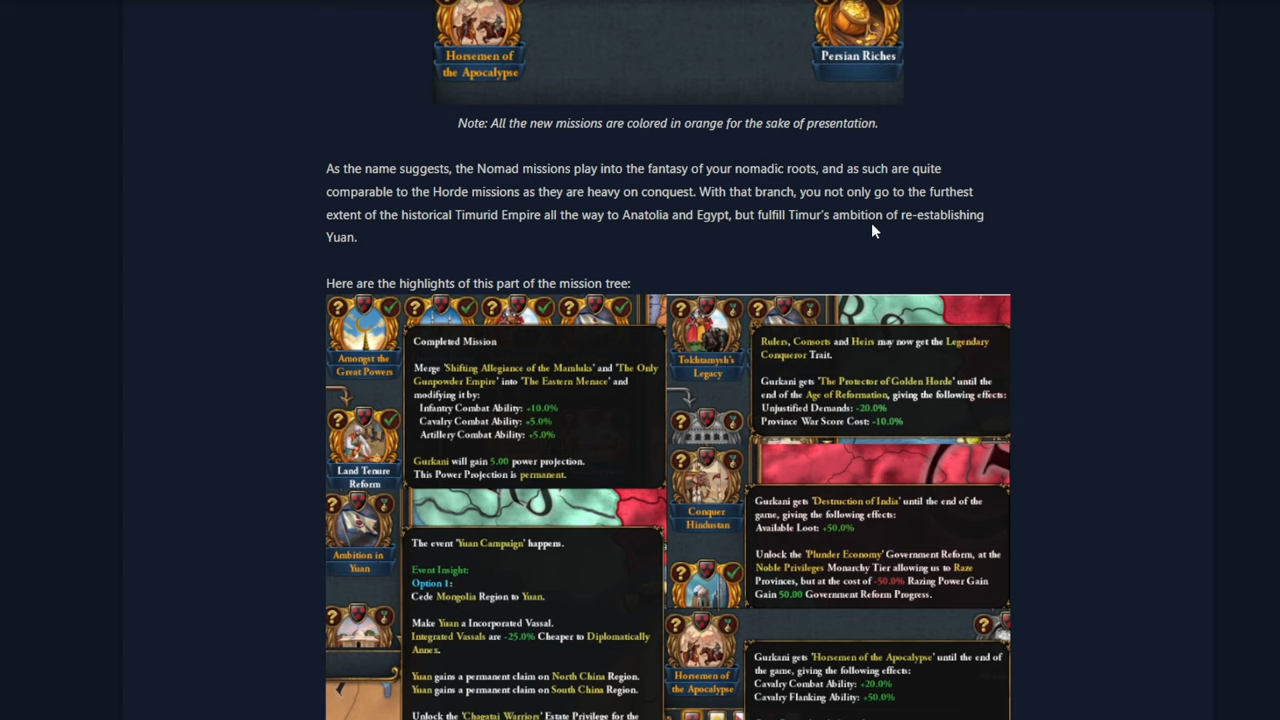 Horsemen of
the Apocalypse
Persian Riches
Note: All the new missions are colored in orange for the sake of presentation.
As the name suggests, the Nomad missions play into the fantasy of your nomadic roots, and as such are quite
comparable to the Horde missions as they are heavy on conquest. With that branch, you not only go to the furthest
extent of the historical Timurid Empire all the way to Anatolia and Egypt, but fulfill Timur's ambition of re-establishing
Yuan.
Here are the highlights of this part of the mission tree:
Amongst the
Great Powers
Land Tenure
Reform
Ambition in
Yuan
Completed Mission
Merge 'Shifting Allegiance of the Mamluks' and 'The Only
Gunpowder Empire' into 'The Eastern Menace' and
modifying it by:
Infantry Combat Ability: +10.0%
Cavalry Combat Ability: +5.0%
Artillery Combat Ability: +5.0%
Gurkani will gain 5.00 power projection.
This Power Projection is permanent.
The event 'Yuan Campaign' happens.
Event Insight:
Option 1:
Cede Mongolia Region to Yuan.
Make Yuan a Incorporated Vassal.
Integrated Vassals are -25.0% Cheaper to Diplomatically
Annex.
Yuan gains a permanent claim on North China Region.
Yuan gains a permanent claim on South China Region.
Unlock the 'Chagatai Warriors' Estate Privilege for the
Tokhtamysh's
Legacy
Conquer
Hindustan
Horsemen of
the Apocalypse
Rulers, Consorts and Heirs may now get the Legendary
Conqueror Trait.
Gurkani gets 'The Protector of Golden Horde' until the
end of the Age of Reformation, giving the following effects:
Unjustified Demands: -20.0%
Province War Score Cost: -10.0%
Gurkani gets 'Destruction of India' until the end of the
game, giving the following effects:
Available Loot: +50.0%
Unlock the 'Plunder Economy' Government Reform, at the
Noble Privileges Monarchy Tier allowing us to Raze
Provinces, but at the cost of -50.0% Razing Power Gain
Gain 50.00 Government Reform Progress.
Gurkani gets 'Horsemen of the Apocalypse' until the end of
the game, giving the following effects:
Cavalry Combat Ability: +20.0%
Cavalry Flanking Ability: +50.0%